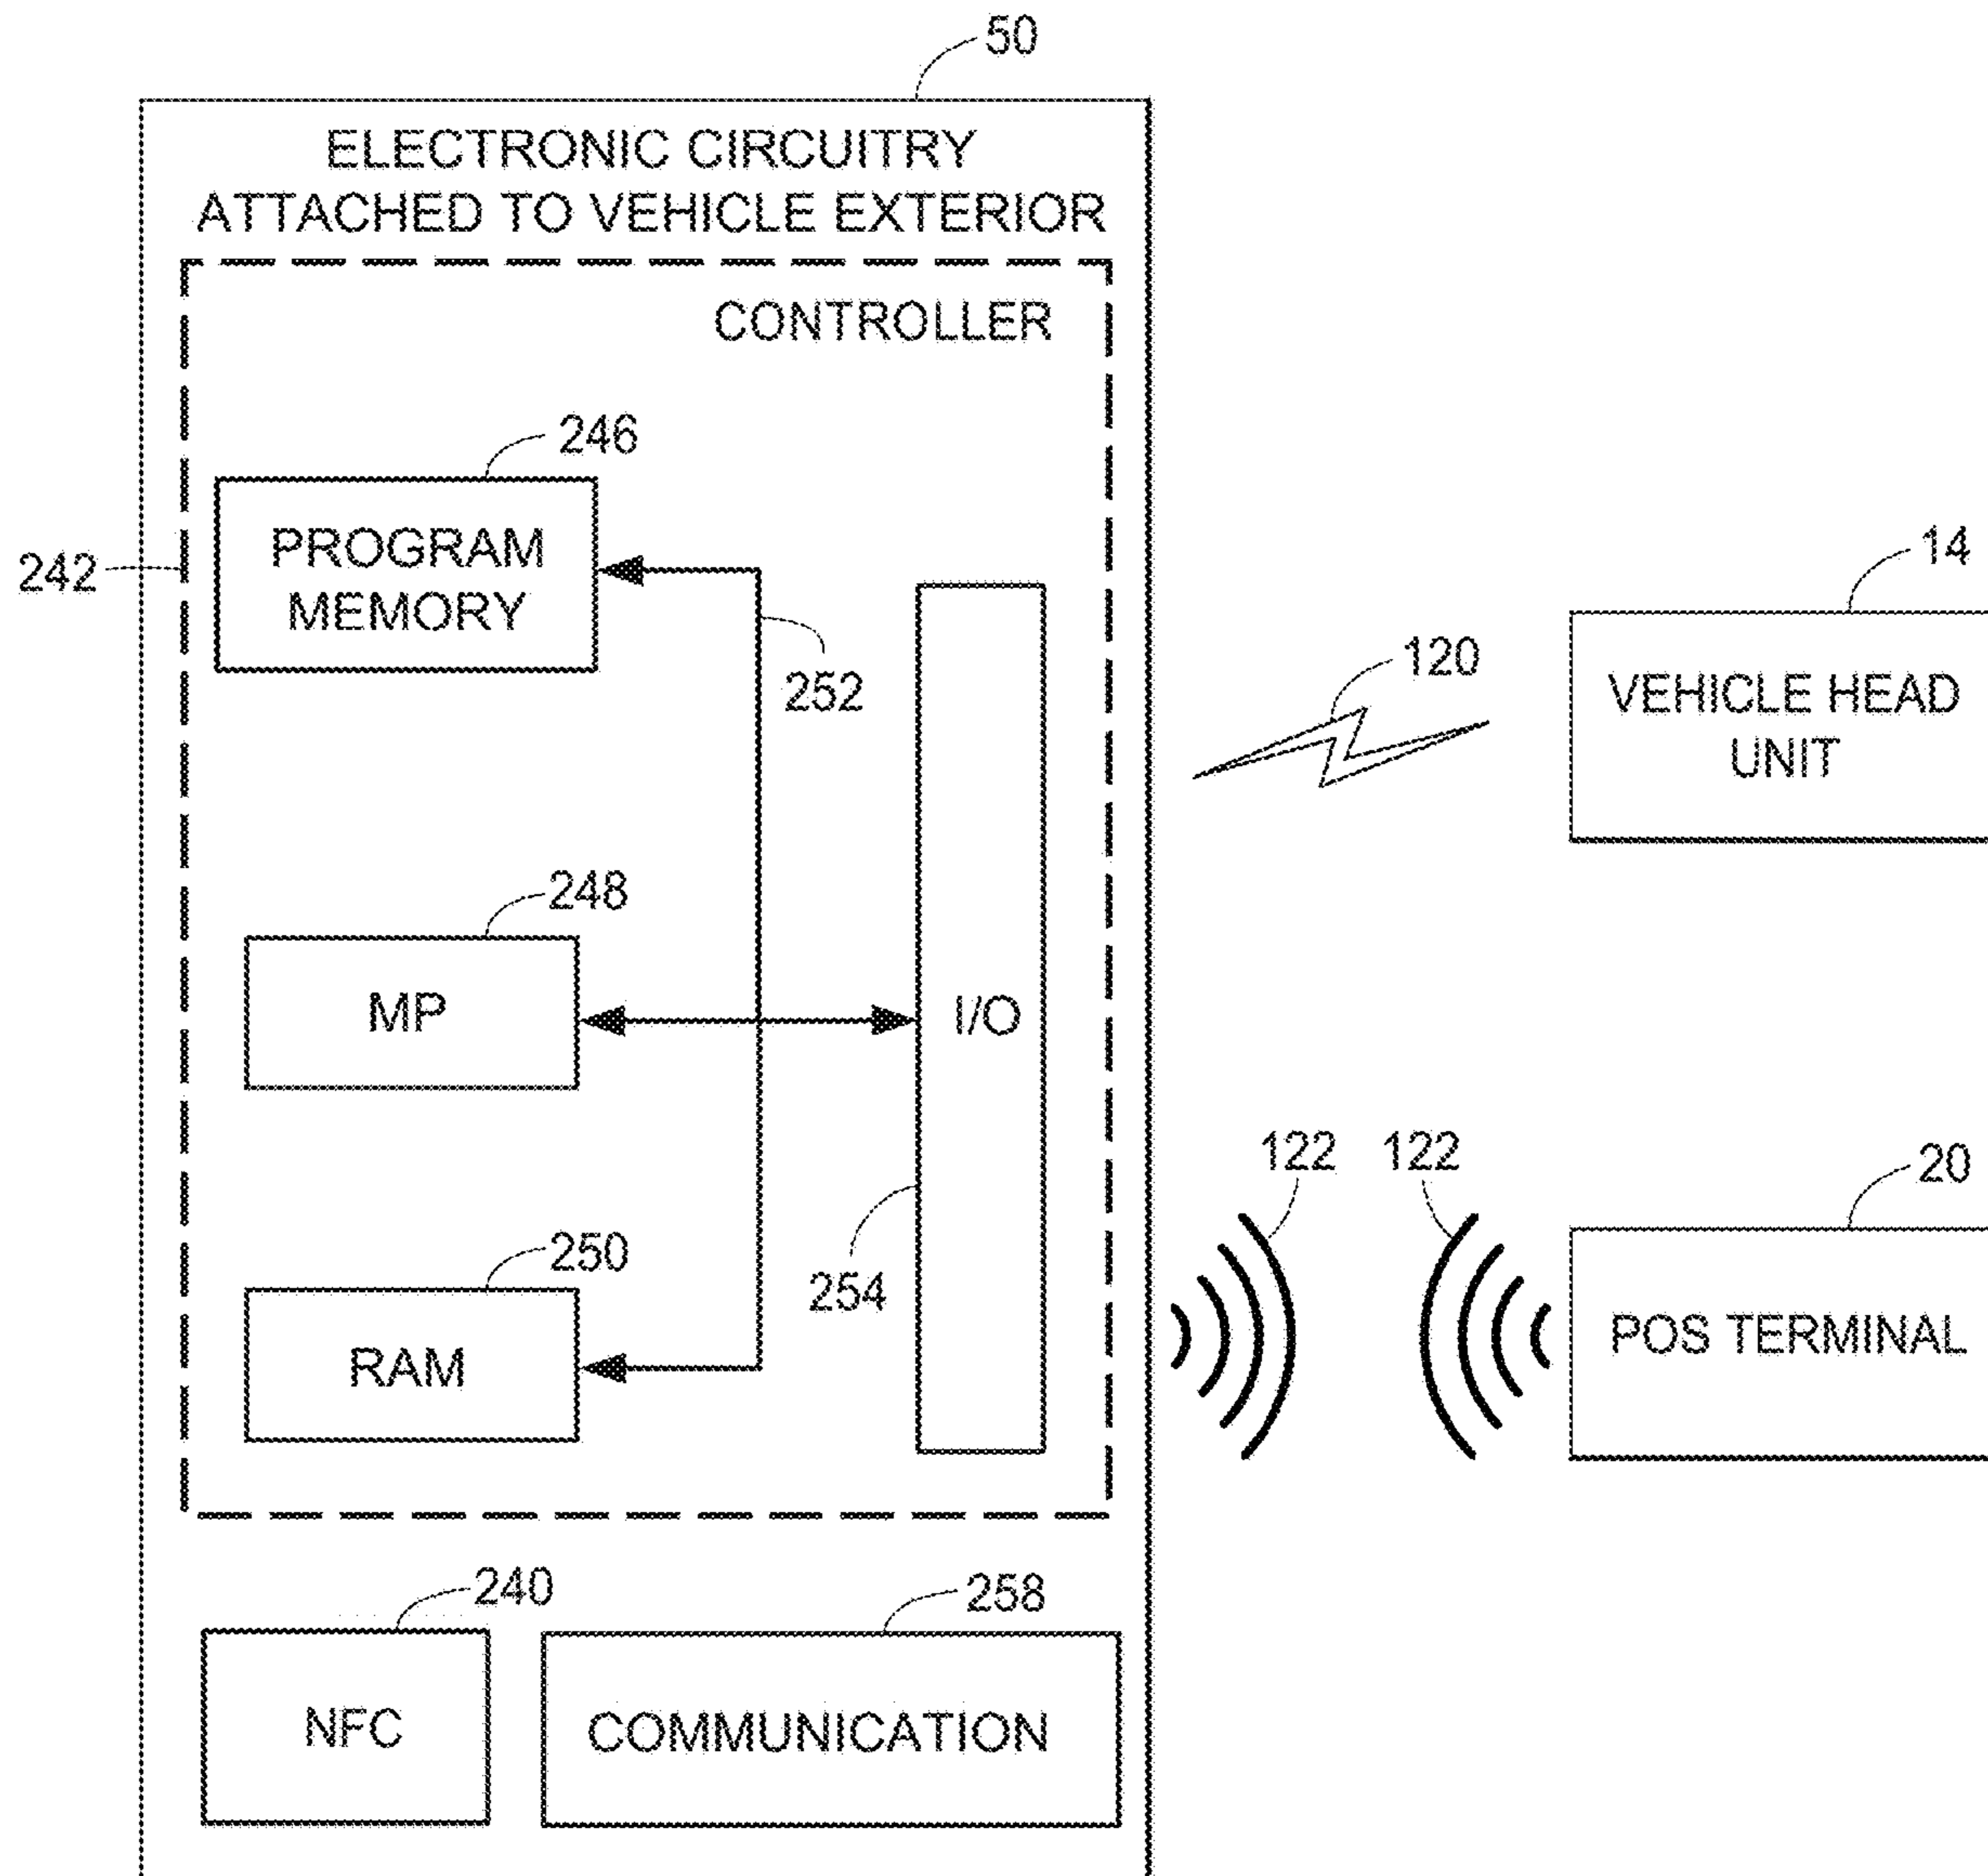 50
ELECTRONIC CIRCUITRY
ATTACHED TO VEHICLE EXTERIOR
CONTROLLER
246
PROGRAM
MEMORY
242
252
14
VEHICLE HEAD
UNIT
120
248
MP
I/O
254
250
RAM
122
122
20
POS TERMINAL
240
NFC
258
COMMUNICATION